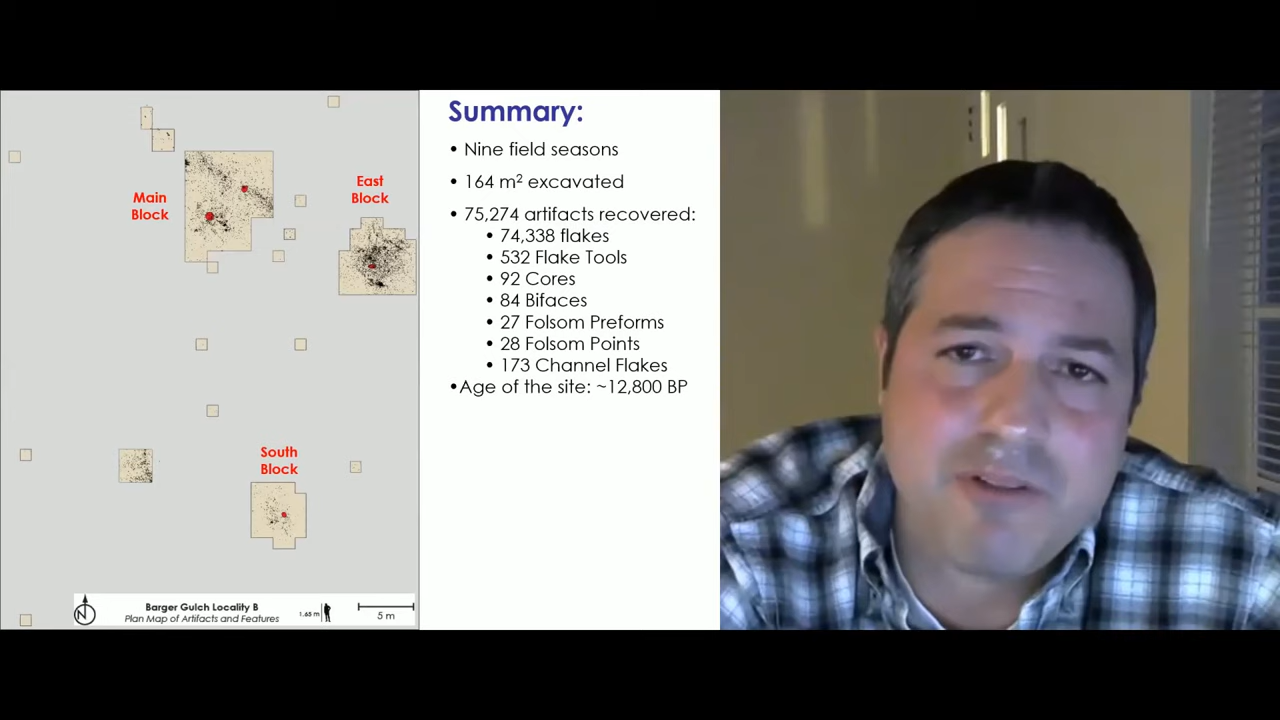 Summary:
• Nine field seasons
• 164 m² excavated
• 75,274 artifacts recovered:
• 74,338 flakes
• 532 Flake Tools
• 92 Cores
• 84 Bifaces
• 27 Folsom Preforms
• 28 Folsom Points
• 173 Channel Flakes
•Age of the site: ~12,800 BP
Main
Block
East
Block
South
Block
N
Barger Gulch Locality B
Plan Map of Artifacts and Features
1.65 m
5 m